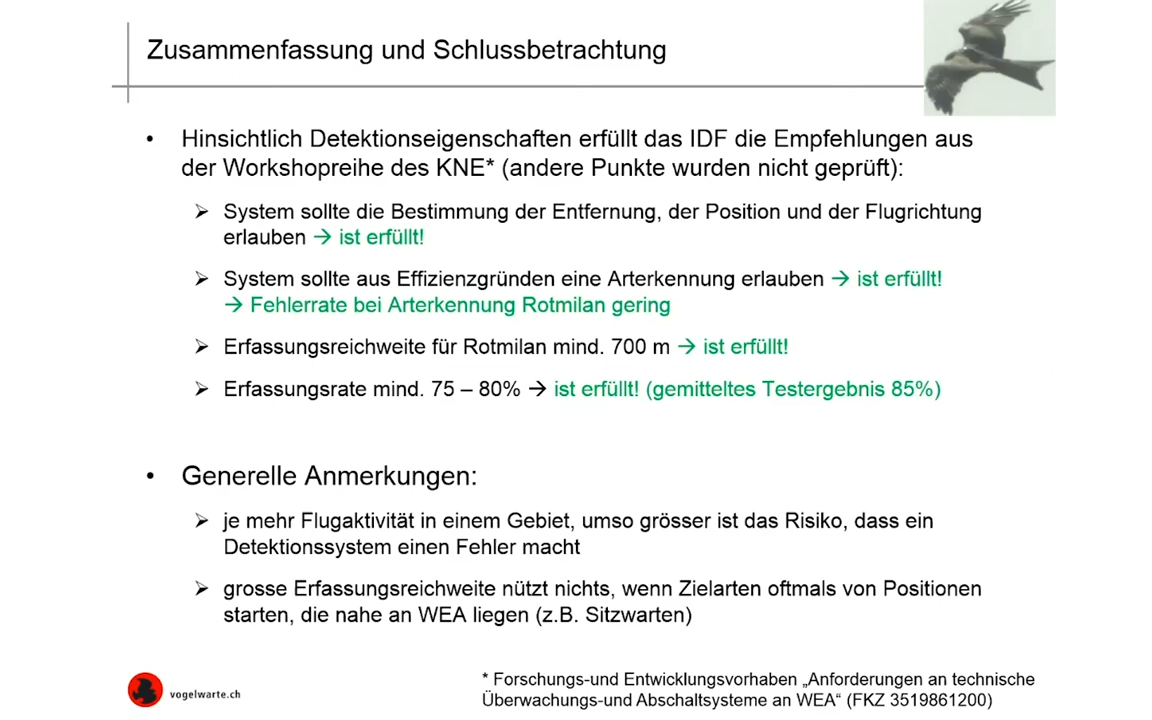 Zusammenfassung und Schlussbetrachtung
• Hinsichtlich Detektionseigenschaften erfüllt das IDF die Empfehlungen aus
der Workshopreihe des KNE* (andere Punkte wurden nicht geprüft):
➢ System sollte die Bestimmung der Entfernung, der Position und der Flugrichtung
erlauben → ist erfüllt!
➢ System sollte aus Effizienzgründen eine Arterkennung erlauben → ist erfüllt!
→ Fehlerrate bei Arterkennung Rotmilan gering
➢ Erfassungsreichweite für Rotmilan mind. 700 m → ist erfüllt!
➢ Erfassungsrate mind. 75 – 80% → ist erfüllt! (gemitteltes Testergebnis 85%)
• Generelle Anmerkungen:
➢ je mehr Flugaktivität in einem Gebiet, umso grösser ist das Risiko, dass ein
Detektionssystem einen Fehler macht
➢ grosse Erfassungsreichweite nützt nichts, wenn Zielarten oftmals von Positionen
starten, die nahe an WEA liegen (z.B. Sitzwarten)
vogelwarte.ch
* Forschungs-und Entwicklungsvorhaben „Anforderungen an technische
Überwachungs-und Abschaltsysteme an WEA“ (FKZ 3519861200)